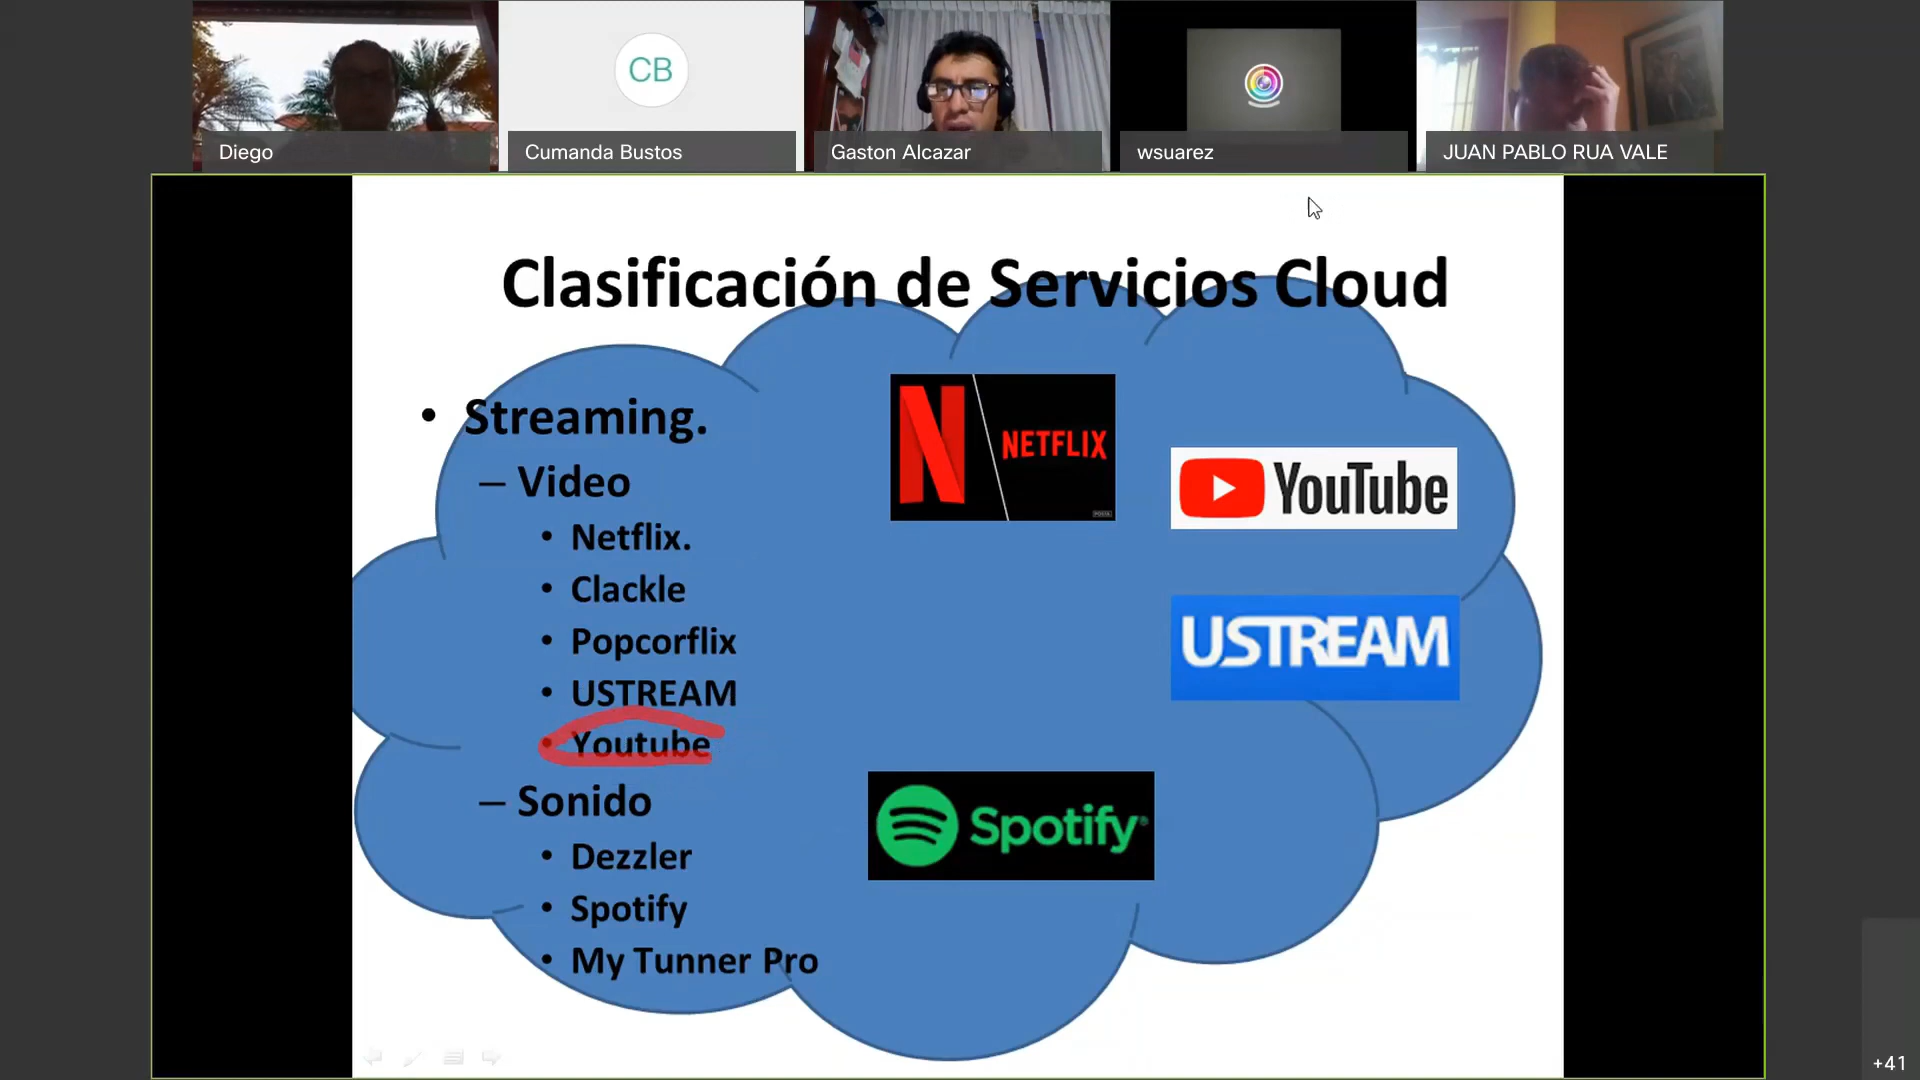 Diego
CB
Cumanda Bustos
Gaston Alcazar
wsuarez
JUAN PABLO RUA VALE
Clasificación de Servicios Cloud
• Streaming.
– Video
• Netflix.
• Clackle
• Popcorflix
• USTREAM
• Youtube
– Sonido
• Dezzler
• Spotify
• My Tunner Pro
N NETFLIX
YouTube
USTREAM
Spotify®
+41